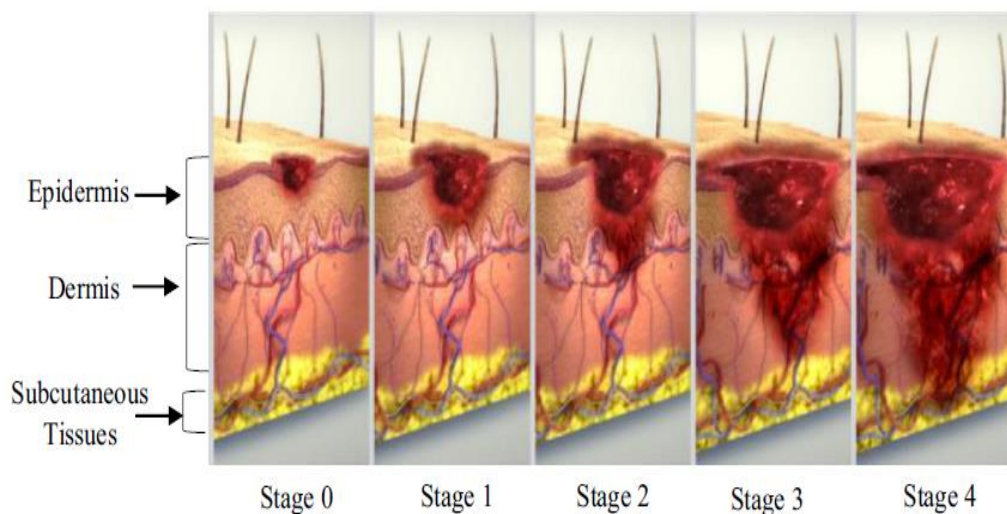 Epidermis
Dermis
Subcutaneous
Tissues
Stage 0
Stage 1
Stage 2
Stage 3
Stage 4